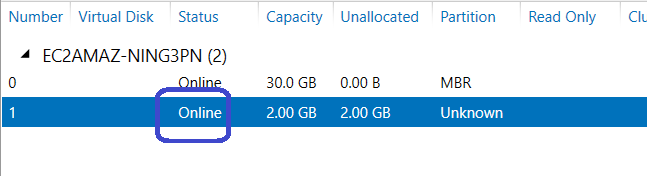 Number Virtual Disk Status Capacity Unallocated Partition Read Only Clu
EC2AMAZ-NING3PN (2)
0 Online 30.0 GB 0.00 B MBR
1 Online 2.00 GB 2.00 GB Unknown